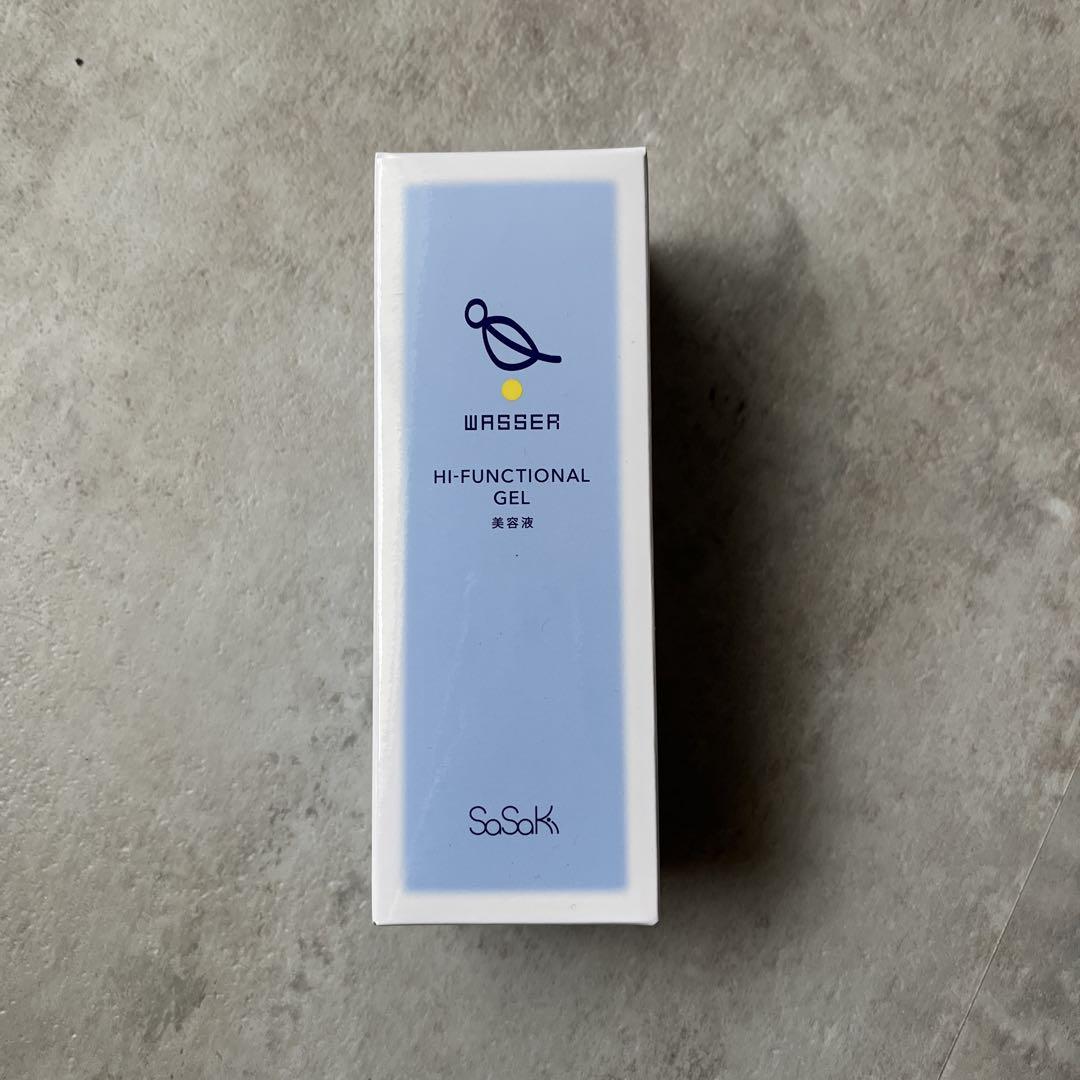 WASSER
HI-FUNCTIONAL
GEL
美容液
SaSaKi